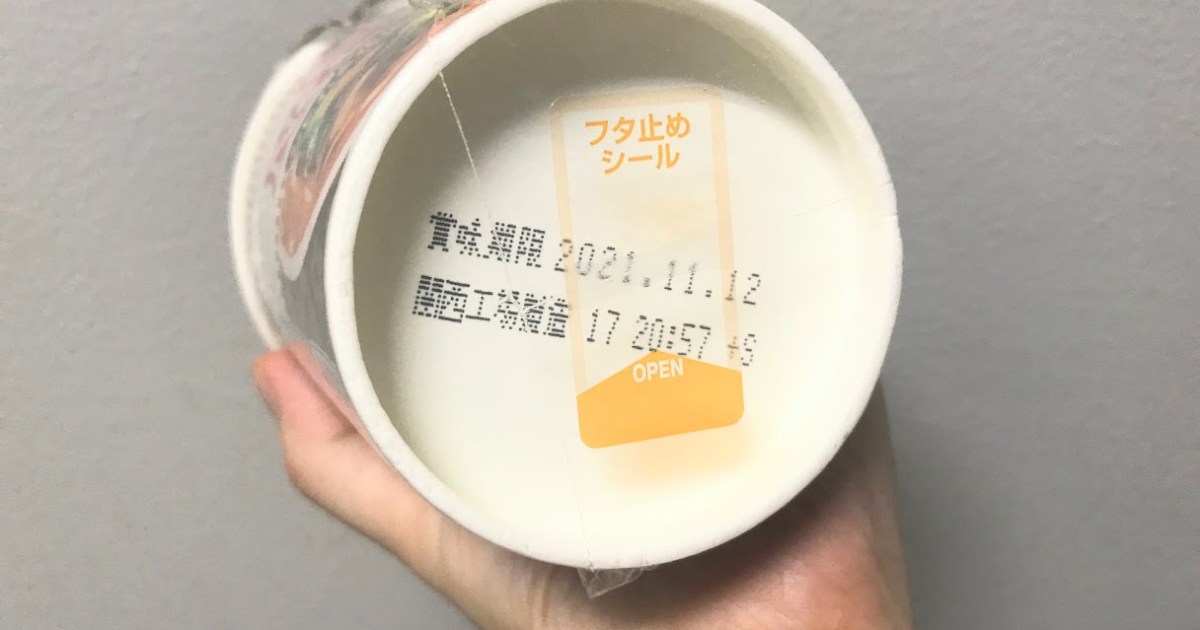 フタ止め
シール
賞味期限 2021.11.12
関西工場製造 17 20:57 +S
OPEN